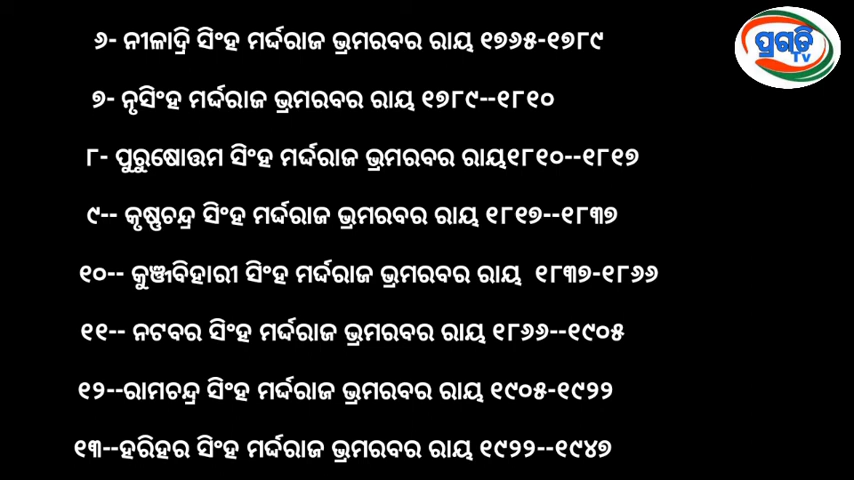 ୬- ନୀଳାଦ୍ରି ସିଂହ ମର୍ଦ୍ଦରାଜ ଭ୍ରମରବର ରାୟ ୧୭୬୫-୧୭୮୯
୭- ନୃସିଂହ ମର୍ଦ୍ଦରାଜ ଭ୍ରମରବର ରାୟ ୧୭୮୯--୧୮୧୦
୮- ପୁରୁଷୋତ୍ତମ ସିଂହ ମର୍ଦ୍ଦରାଜ ଭ୍ରମରବର ରାୟ୧୮୧୦--୧୮୧୭
୯-- କୃଷ୍ଣଚନ୍ଦ୍ର ସିଂହ ମର୍ଦ୍ଦରାଜ ଭ୍ରମରବର ରାୟ ୧୮୧୭--୧୮୩୭
୧୦-- କୁଞ୍ଜବିହାରୀ ସିଂହ ମର୍ଦ୍ଦରାଜ ଭ୍ରମରବର ରାୟ ୧୮୩୭-୧୮୬୬
୧୧-- ନଟବର ସିଂହ ମର୍ଦ୍ଦରାଜ ଭ୍ରମରବର ରାୟ ୧୮୬୬--୧୯୦୫
୧୨--ରାମଚନ୍ଦ୍ର ସିଂହ ମର୍ଦ୍ଦରାଜ ଭ୍ରମରବର ରାୟ ୧୯୦୫-୧୯୨୨
୧୩--ହରିହର ସିଂହ ମର୍ଦ୍ଦରାଜ ଭ୍ରମରବର ରାୟ ୧୯୨୨--୧୯୪୭
ପ୍ରଗତି
TV